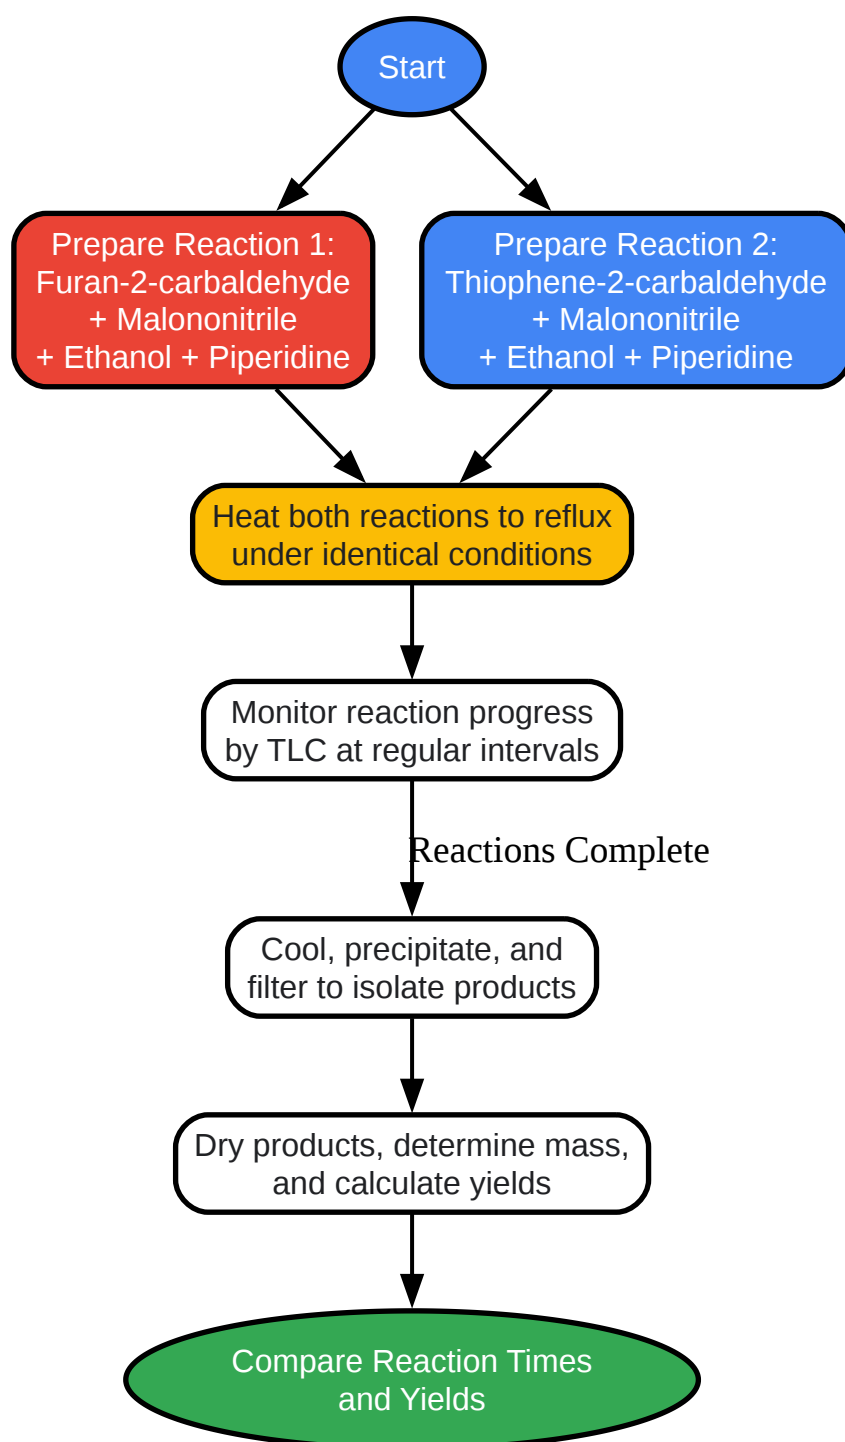 Start
Prepare Reaction 1:
Furan-2-carbaldehyde
+ Malononitrile
+ Ethanol + Piperidine
Prepare Reaction 2:
Thiophene-2-carbaldehyde
+ Malononitrile
+ Ethanol + Piperidine
Heat both reactions to reflux
under identical conditions
Monitor reaction progress
by TLC at regular intervals
Reactions Complete
Cool, precipitate, and
filter to isolate products
Dry products, determine mass,
and calculate yields
Compare Reaction Times
and Yields